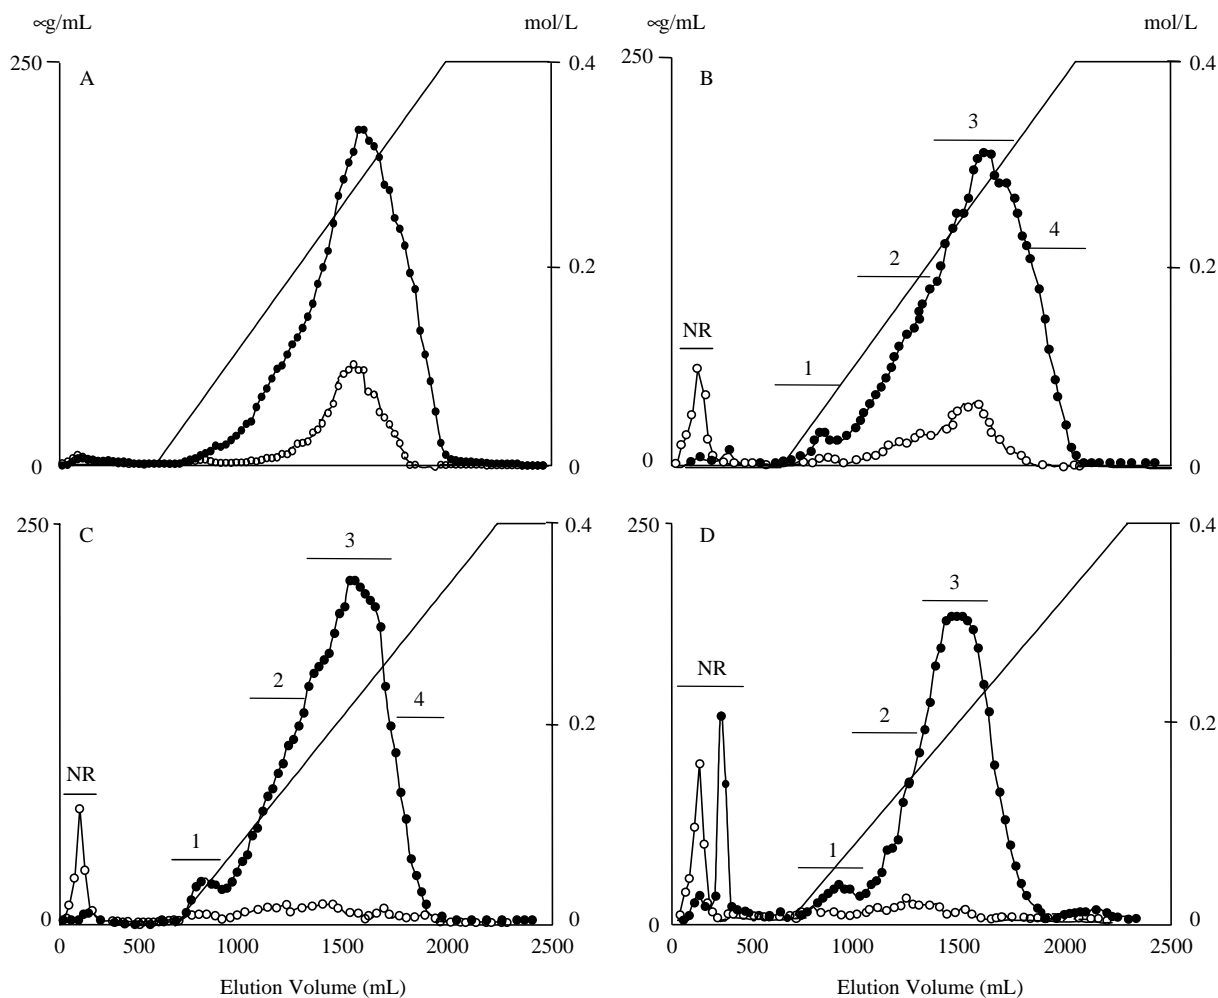 ∝g/mL mol/L ∝g/mL mol/L
250 A 0.4 250 B 0.4
3
4
2
0.2 0.2
NR
1
0 0 0 0
250 C 0.4 250 D 0.4
3
3
2 4 NR
2
0.2 0.2
NR
1 1
0 0 0 0
0 500 1000 1500 2000 2500 0 500 1000 1500 2000 2500
Elution Volume (mL) Elution Volume (mL)